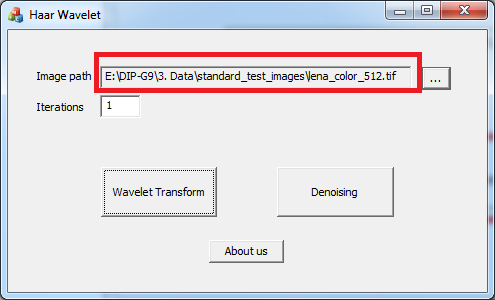 Haar Wavelet
Image path E:\DIP-G9\3. Data\standard_test_images\lena_color_512.tif ...
Iterations 1
Wavelet Transform Denoising
About us